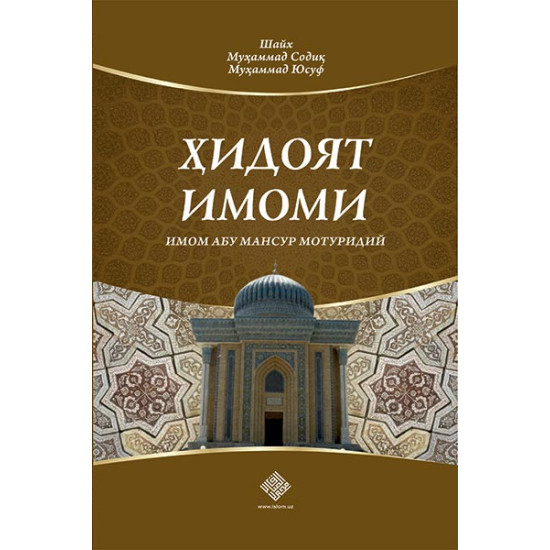 Шайх
Муҳаммад Содиқ
Муҳаммад Юсуф
ҲИДОЯТ
ИМОМИ
ИМОМ АБУ МАНСУР МОТУРИДИЙ
www.islom.uz